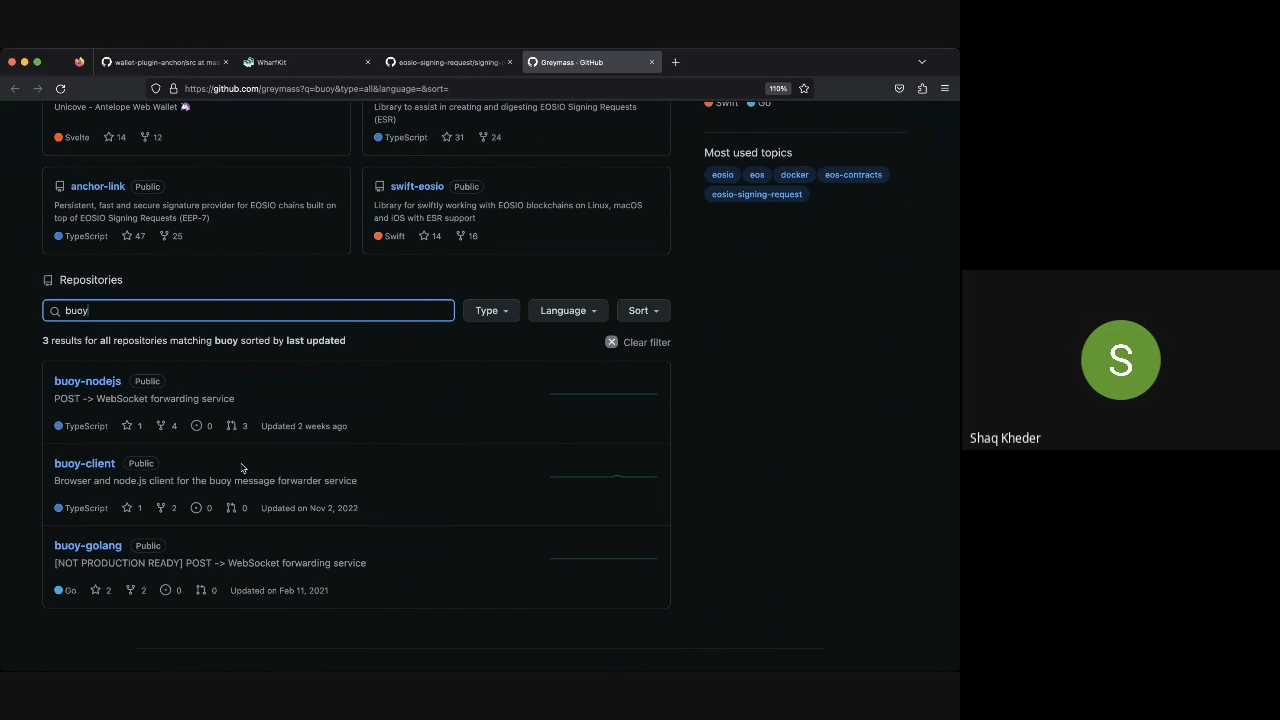 wallet-plugin-anchor/src at mas
WharfKit
eosio-signing-request/signing-r
Greymass · GitHub
https://github.com/greymass?q=buoy&type=all&language=&sort=
110%
Unicove - Antelope Web Wallet
Svelte 14 12
Library to assist in creating and digesting EOSIO Signing Requests
(ESR)
TypeScript 31 24
Swift Go
Most used topics
eosio eos docker eos-contracts
eosio-signing-request
anchor-link Public
Persistent, fast and secure signature provider for EOSIO chains built on
top of EOSIO Signing Requests (EEP-7)
TypeScript 47 25
swift-eosio Public
Library for swiftly working with EOSIO blockchains on Linux, macOS
and iOS with ESR support
Swift 14 16
Repositories
buoy
Type Language Sort
3 results for all repositories matching buoy sorted by last updated
Clear filter
buoy-nodejs Public
POST -> WebSocket forwarding service
TypeScript 1 4 0 3 Updated 2 weeks ago
buoy-client Public
Browser and node.js client for the buoy message forwarder service
TypeScript 1 2 0 0 Updated on Nov 2, 2022
buoy-golang Public
[NOT PRODUCTION READY] POST -> WebSocket forwarding service
Go 2 2 0 0 Updated on Feb 11, 2021
S
Shaq Kheder